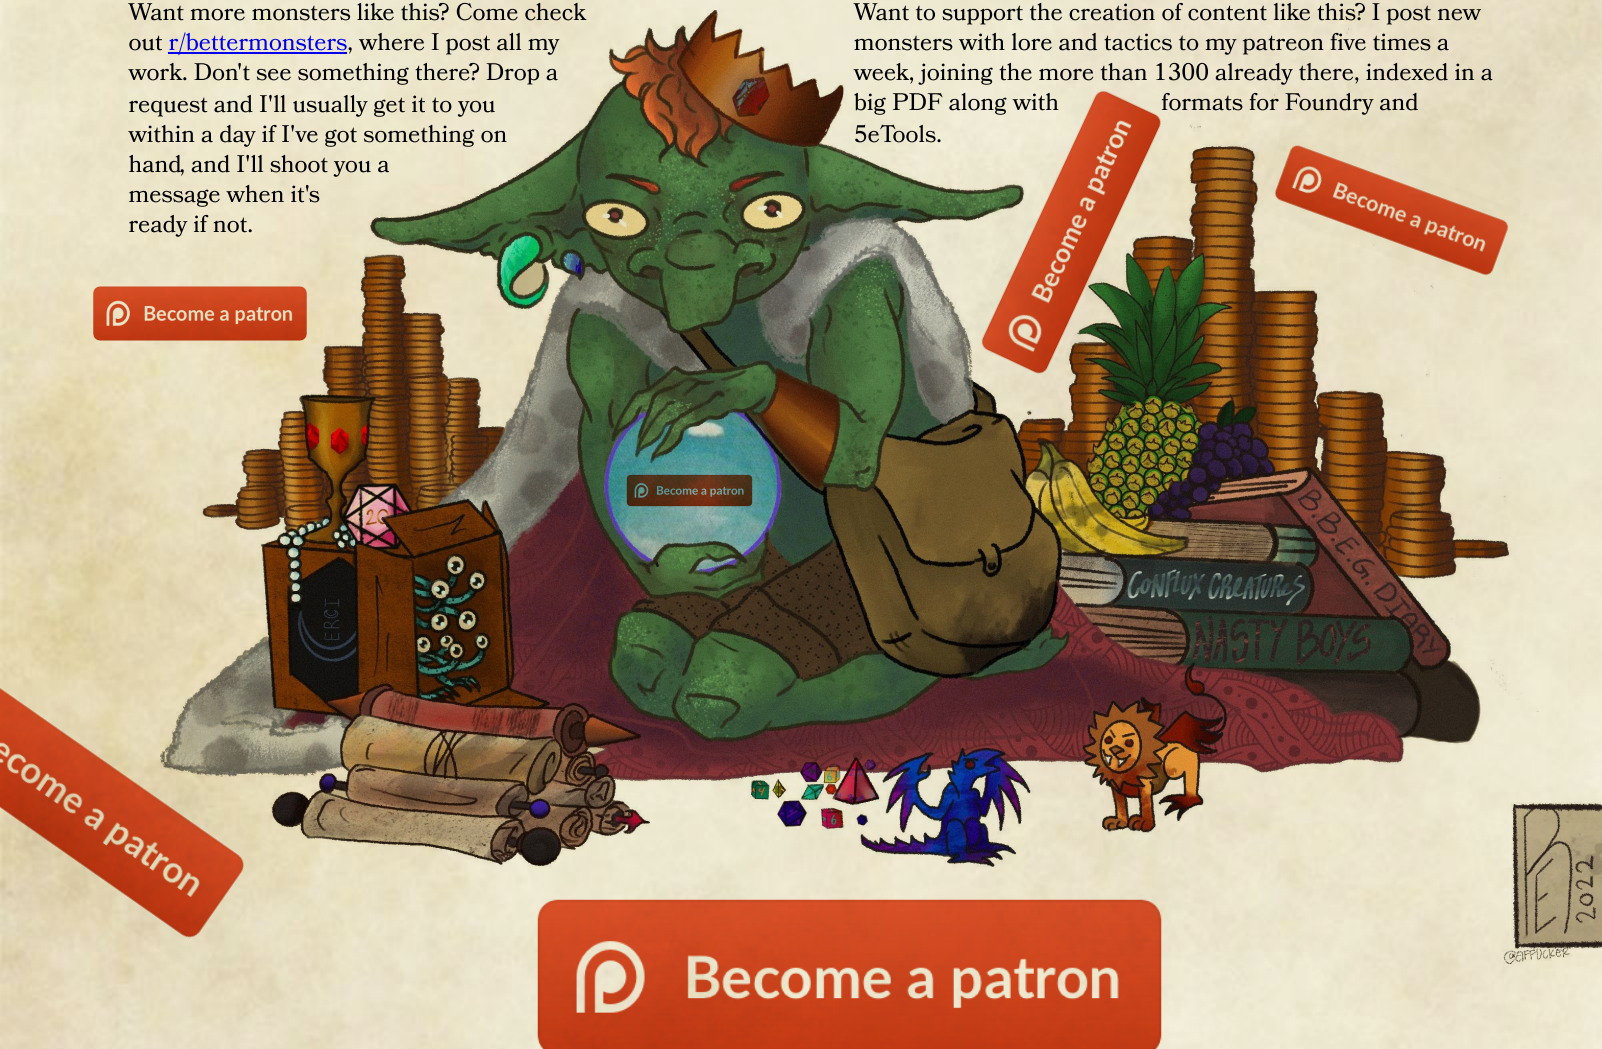 Want more monsters like this? Come check
out r/bettermonsters, where I post all my
work. Don't see something there? Drop a
request and I'll usually get it to you
within a day if I've got something on
hand, and I'll shoot you a
message when it's
ready if not.
Want to support the creation of content like this? I post new
monsters with lore and tactics to my patreon five times a
week, joining the more than 1300 already there, indexed in a
big PDF along with formats for Foundry and
5eTools.
Become a patron
Become a patron
Become a patron
Become a patron
20
B.B.E.G. DIARY
CONFLUX CREATURES
NASTY BOYS
ecome a patron
2022
Become a patron